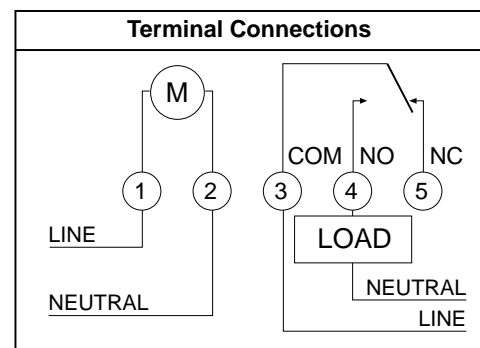 Terminal Connections
M
COM NO NC
1 2 3 4 5
LINE
LOAD
NEUTRAL
NEUTRAL
LINE